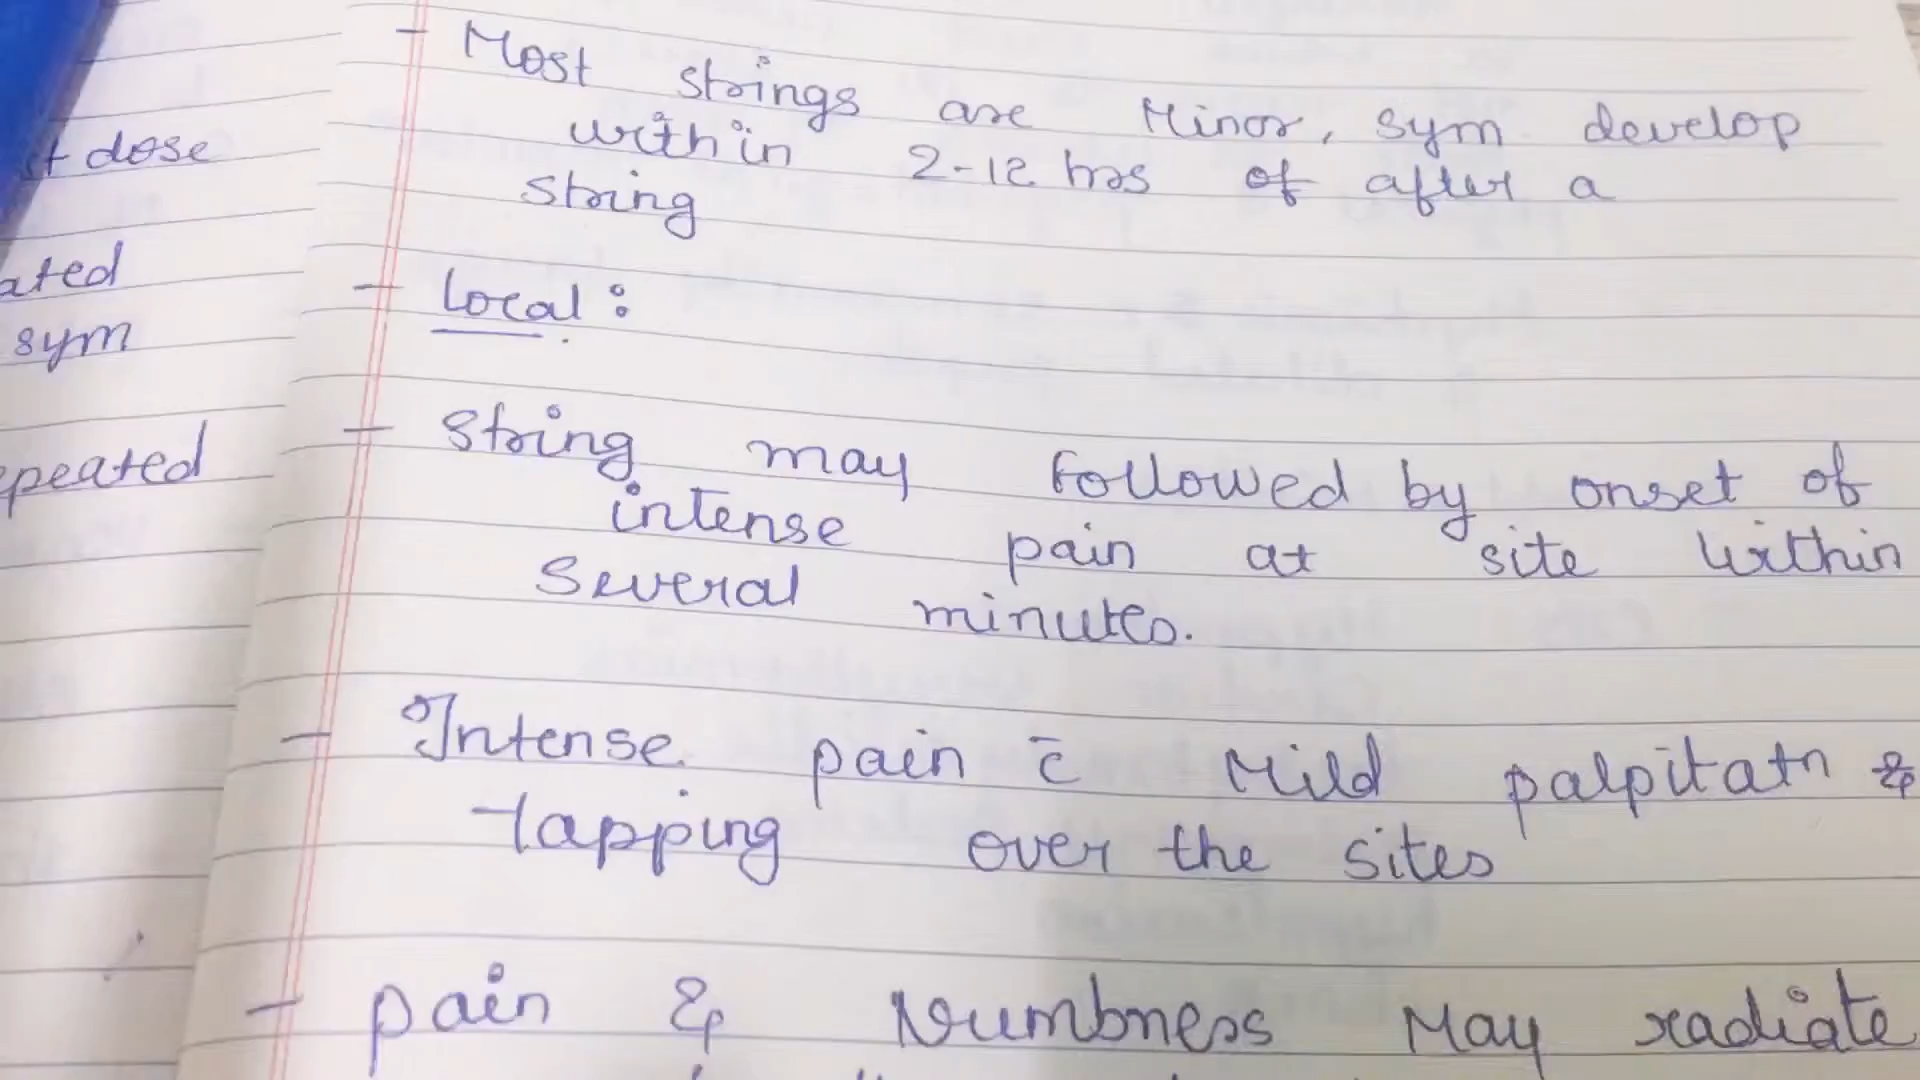 t dose
ated
sym
peated
- Most strings are Minor, sym develop
within 2-12 hrs of after a
string
- Local :
- String may followed by onset of
intense pain at site within
several minutes.
- Intense pain c̄ Mild palpitatn &
tapping over the sites
- pain & Numbness May radiate